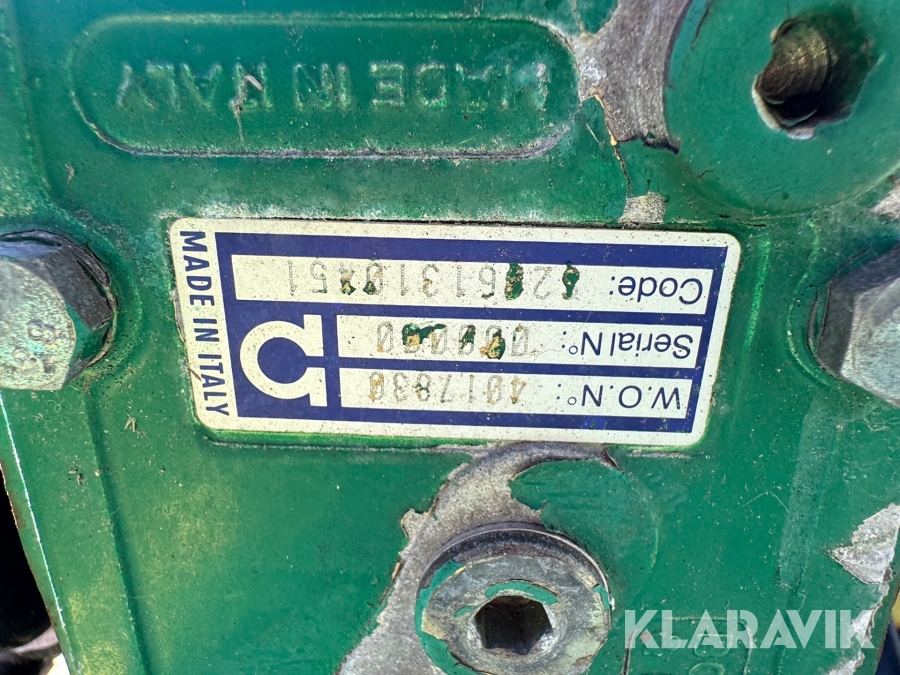 MADE IN ITALY
MADE IN ITALY
W.O.N°: 4017830
Serial N°:
Code:
KLARAVIK